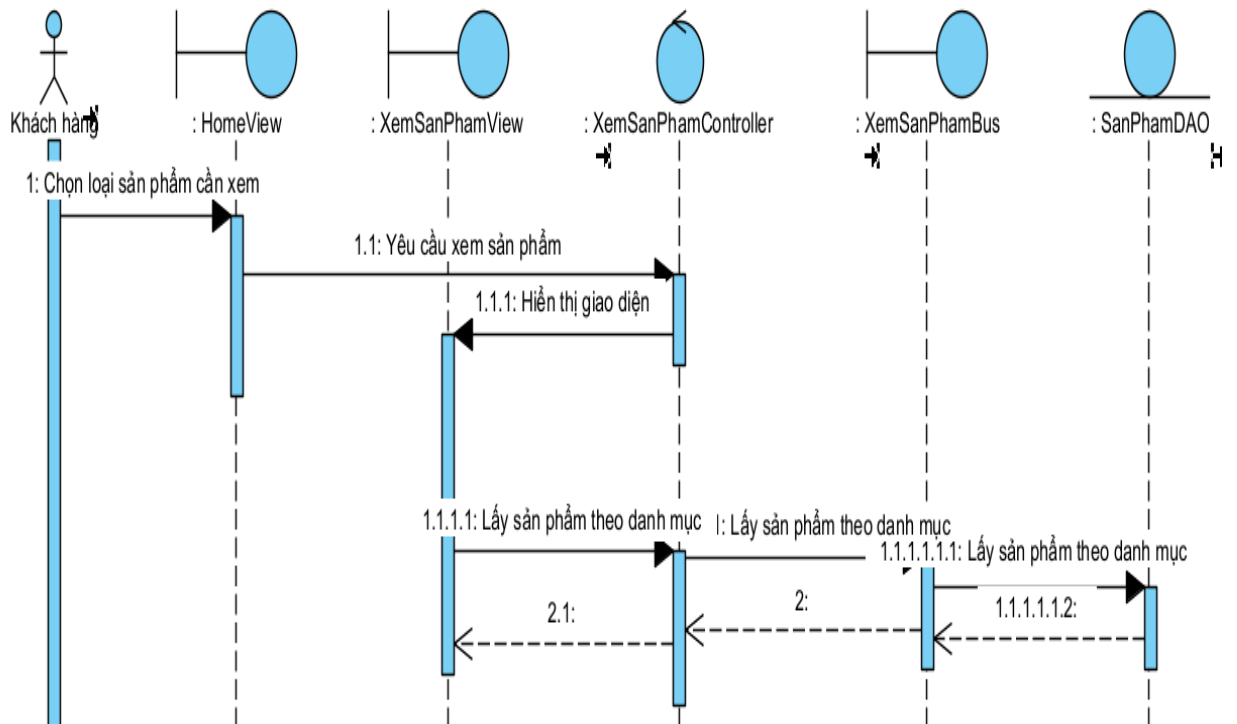 Khách hàng
: HomeView
: XemSanPhamView
: XemSanPhamController
: XemSanPhamBus
: SanPhamDAO
1: Chọn loại sản phẩm cần xem
1.1: Yêu cầu xem sản phẩm
1.1.1: Hiển thị giao diện
1.1.1.1: Lấy sản phẩm theo danh mục
: Lấy sản phẩm theo danh mục
1.1.1.1.1.1: Lấy sản phẩm theo danh mục
2.1:
2:
1.1.1.1.1.2: